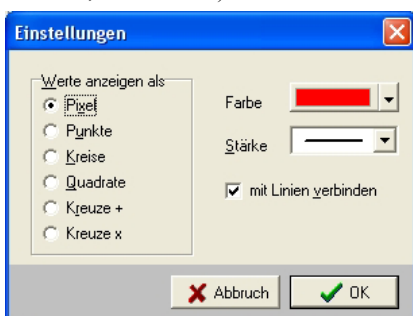 Einstellungen
Werte anzeigen als
Pixel
Punkte
Kreise
Quadrate
Kreuze +
Kreuze x
Farbe
Stärke
mit Linien verbinden
Abbruch
OK